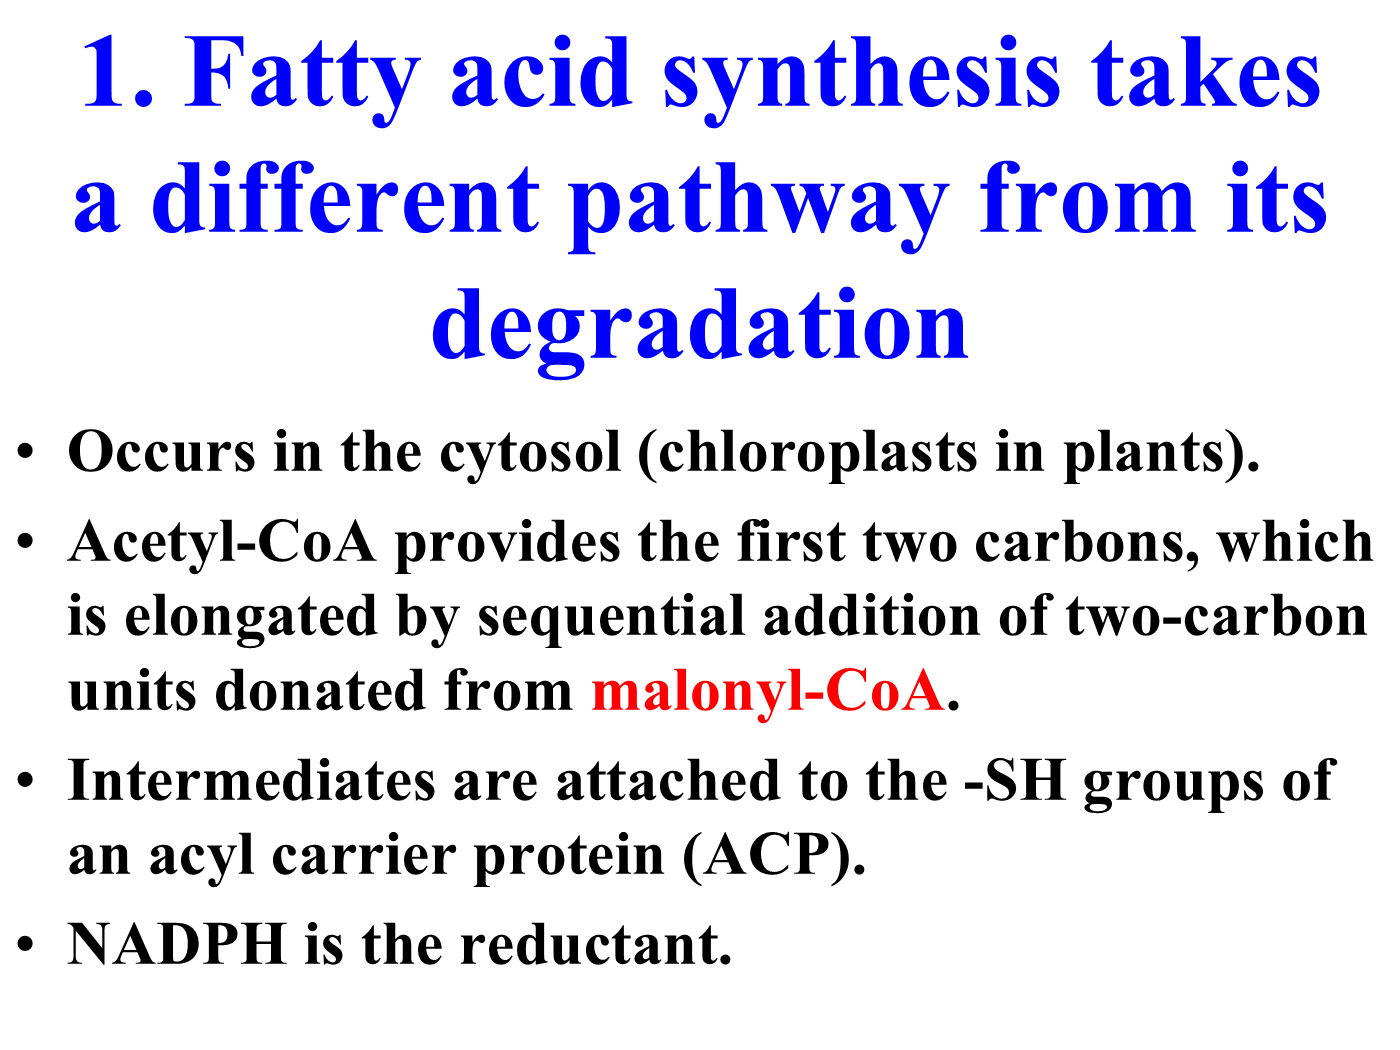 1. Fatty acid synthesis takes
a different pathway from its
degradation
• Occurs in the cytosol (chloroplasts in plants).
• Acetyl-CoA provides the first two carbons, which
is elongated by sequential addition of two-carbon
units donated from malonyl-CoA.
• Intermediates are attached to the -SH groups of
an acyl carrier protein (ACP).
• NADPH is the reductant.